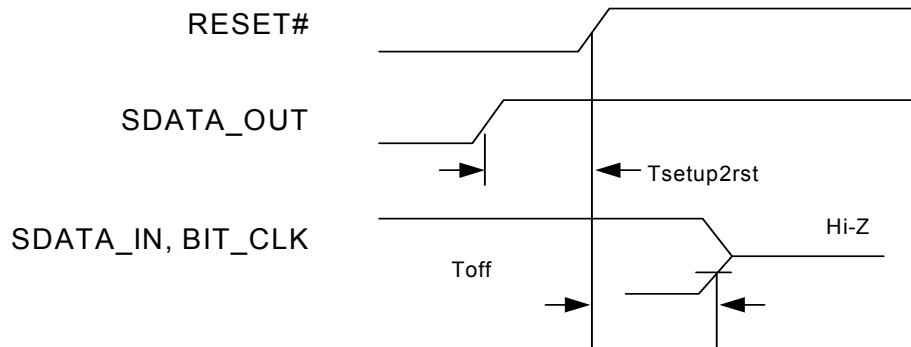 RESET#
SDATA_OUT
Tsetup2rst
SDATA_IN, BIT_CLK
Hi-Z
Toff